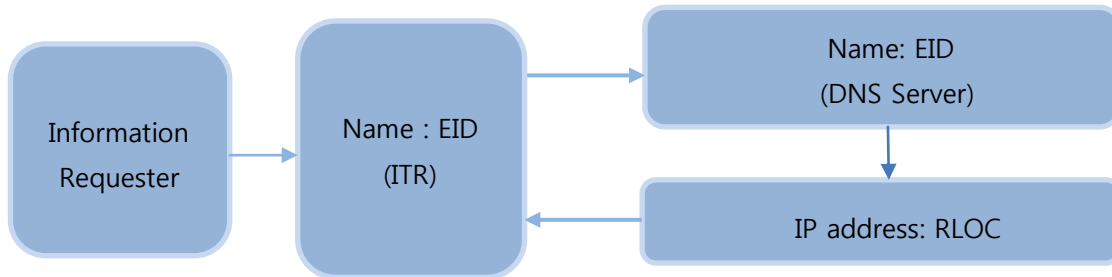 Information
Requester
Name : EID
(ITR)
Name: EID
(DNS Server)
IP address: RLOC